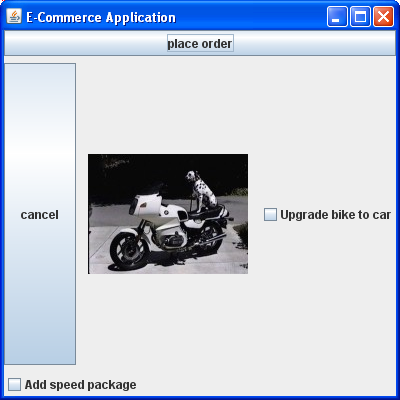 E-Commerce Application
place order
cancel
Upgrade bike to car
Add speed package